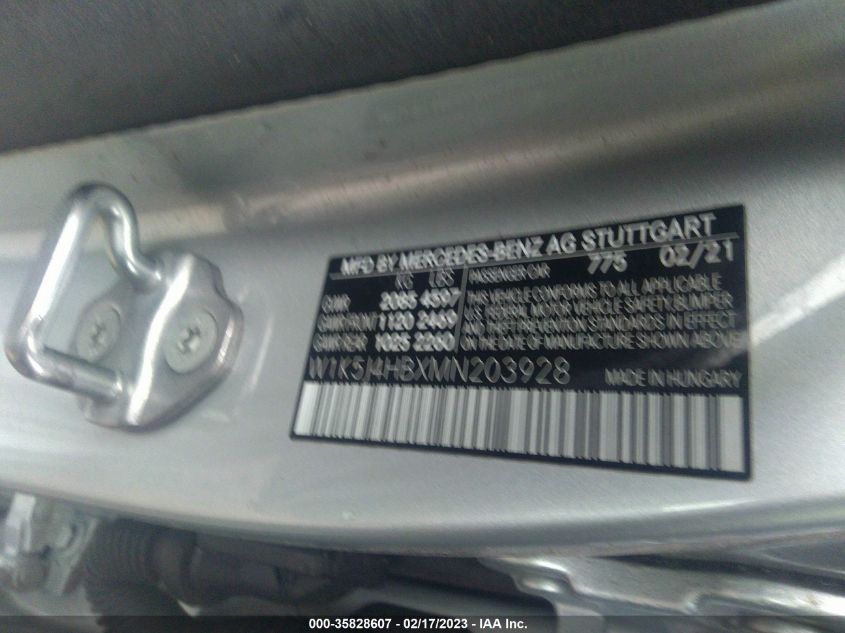 MFD BY MERCEDES-BENZ AG STUTTGART
KG LBS PASSENGER CAR 775 02/21
GVWR 2085 4597 THIS VEHICLE CONFORMS TO ALL APPLICABLE
GAWR FRONT 1120 2469 U.S. FEDERAL MOTOR VEHICLE SAFETY BUMPER
GAWR REAR 1025 2260 AND THEFT PREVENTION STANDARDS IN EFFECT
ON THE DATE OF MANUFACTURE SHOWN ABOVE
W1K5J4HBXMN203928 MADE IN HUNGARY
000-35828607 - 02/17/2023 - IAA Inc.